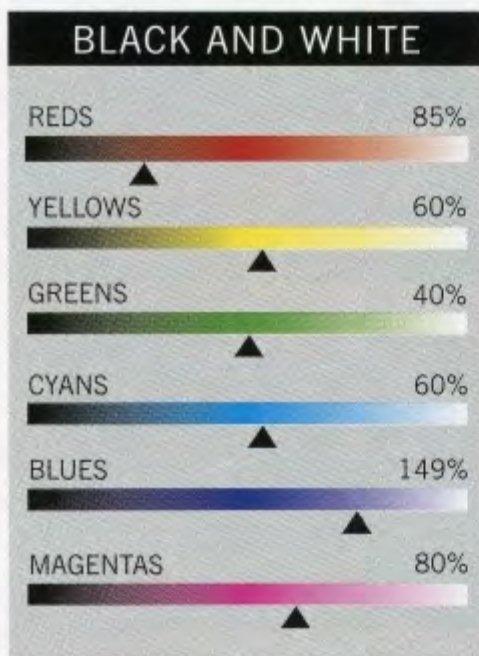 BLACK AND WHITE
REDS 85%
YELLOWS 60%
GREENS 40%
CYANS 60%
BLUES 149%
MAGENTAS 80%